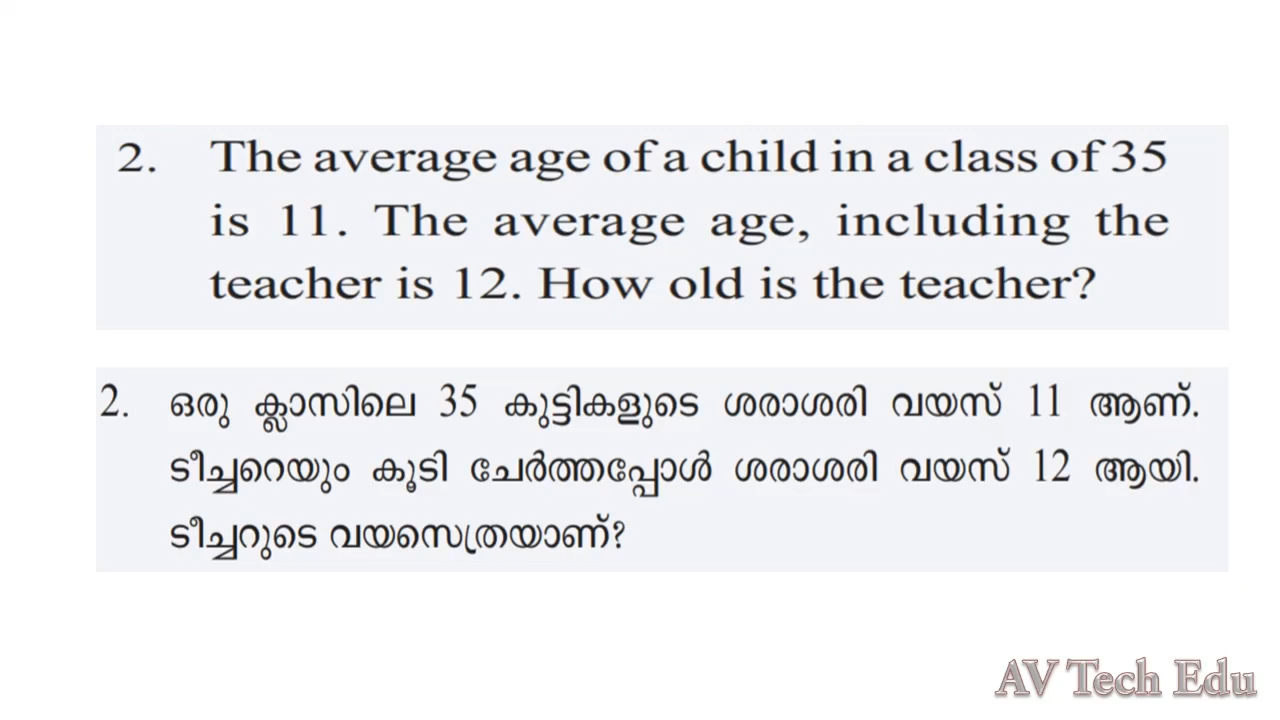 2. The average age of a child in a class of 35
is 11. The average age, including the
teacher is 12. How old is the teacher?
2. ഒരു ക്ലാസിലെ 35 കുട്ടികളുടെ ശരാശരി വയസ് 11 ആണ്.
ടീച്ചറെയും കൂടി ചേർത്തപ്പോൾ ശരാശരി വയസ് 12 ആയി.
ടീച്ചറുടെ വയസെത്രയാണ്?
AV Tech Edu